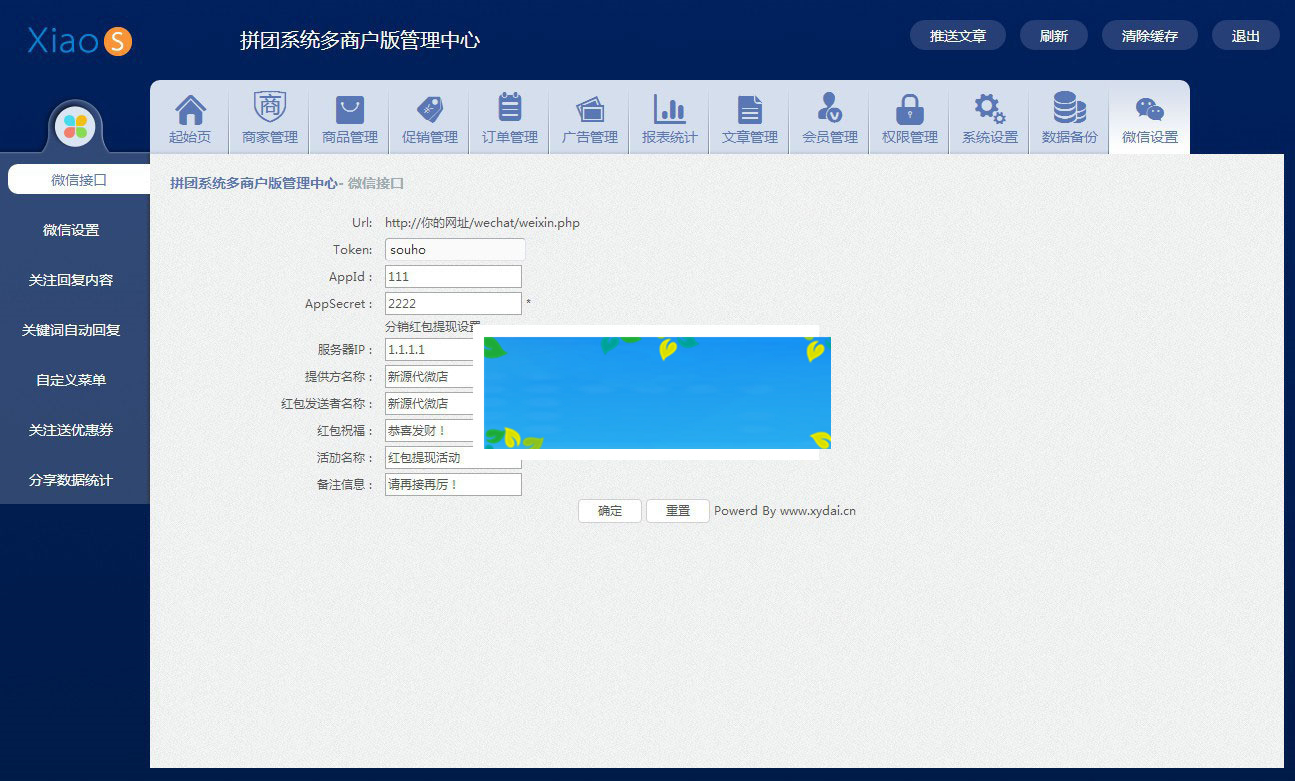 Xiao S
拼团系统多商户版管理中心
推送文章 刷新 清除缓存 退出
起始页 商家管理 商品管理 促销管理 订单管理 广告管理 报表统计 文章管理 会员管理 权限管理 系统设置 数据备份 微信设置
商
微信接口
微信设置
关注回复内容
关键词自动回复
自定义菜单
关注送优惠券
分享数据统计
拼团系统多商户版管理中心- 微信接口
Url: http://你的网址/wechat/weixin.php
Token: souho
AppId : 111
AppSecret : 2222 *
分销红包提现设置
服务器IP : 1.1.1.1
提供方名称 : 新源代微店
红包发送者名称 : 新源代微店
红包祝福 : 恭喜发财！
活动名称 : 红包提现活动
备注信息 : 请再接再厉！
确定 重置 Powerd By www.xydai.cn